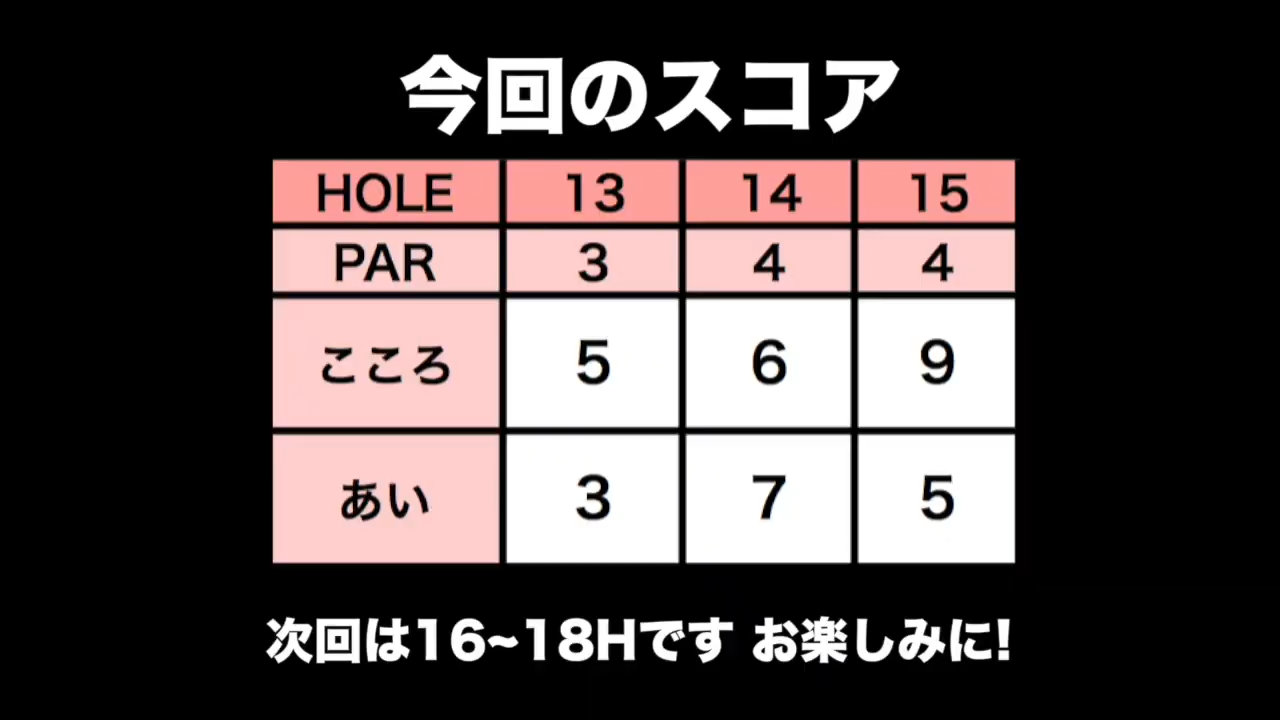 今回のスコア
HOLE 13 14 15
PAR 3 4 4
こころ 5 6 9
あい 3 7 5
次回は16~18Hです お楽しみに!